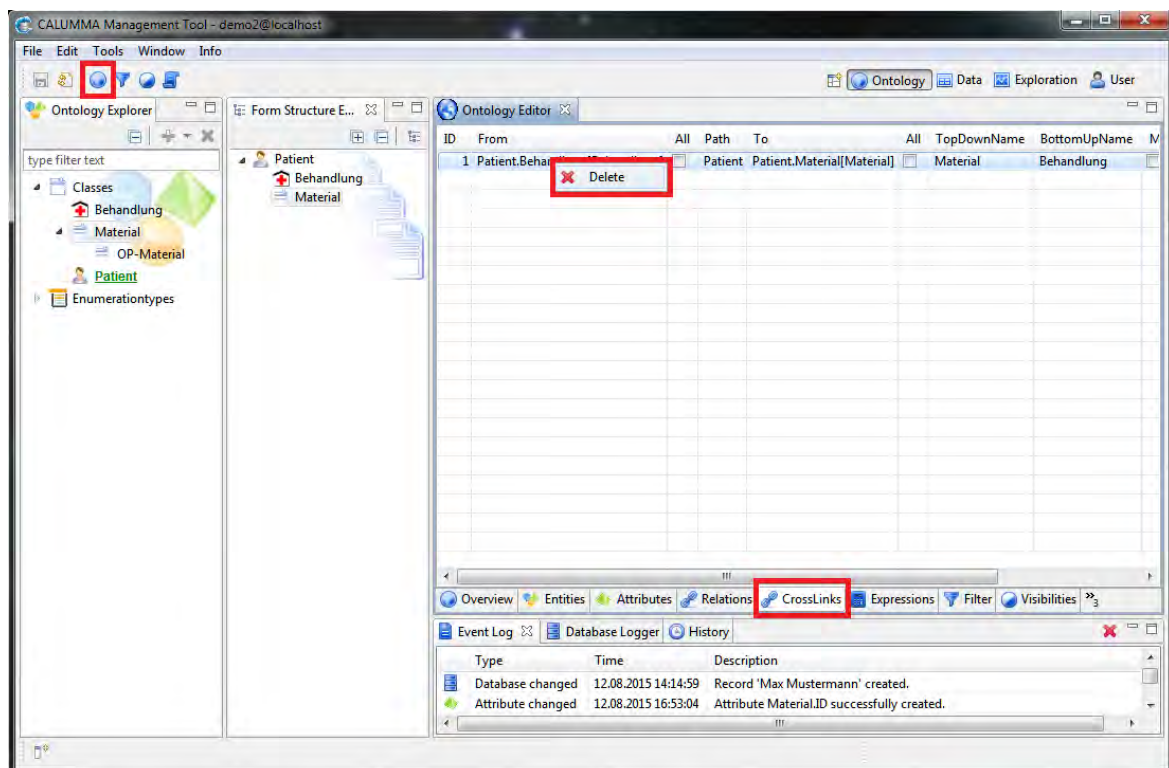 CALUMMA Management Tool - demo2@localhost
File Edit Tools Window Info
Ontology Data Exploration User
Ontology Explorer
type filter text
Classes
Behandlung
Material
OP-Material
Patient
Enumerationtypes
Form Structure E...
Patient
Behandlung
Material
Ontology Editor
ID From All Path To All TopDownName BottomUpName M
1 Patient Patient.Material[Material] Material Behandlung
Delete
Overview Entities Attributes Relations CrossLinks Expressions Filter Visibilities »3
Event Log Database Logger History
Type Time Description
Database changed 12.08.2015 14:14:59 Record 'Max Mustermann' created.
Attribute changed 12.08.2015 16:53:04 Attribute Material.ID successfully created.